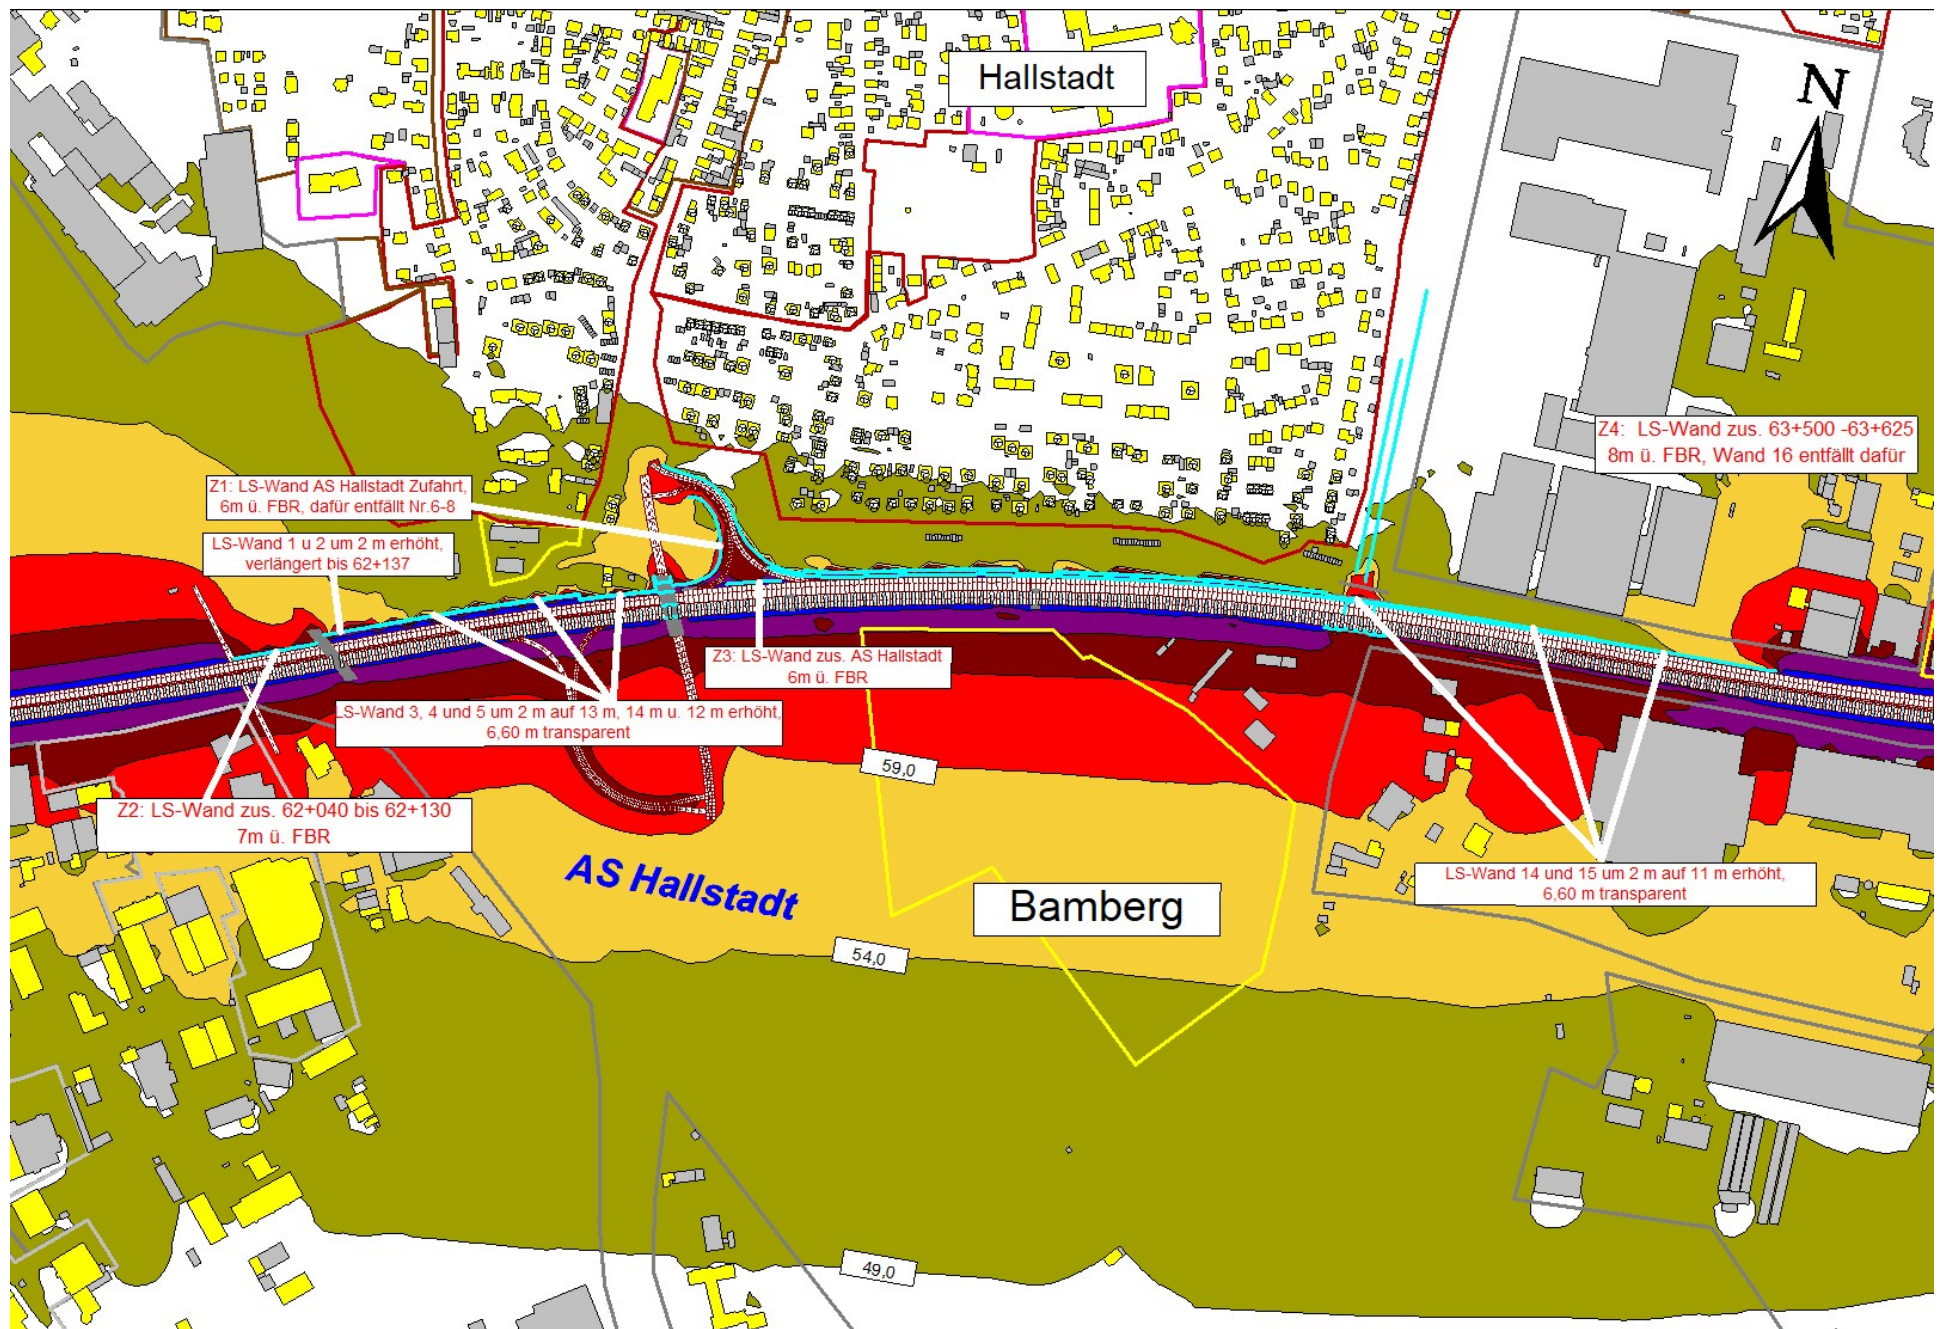 Hallstadt
N
Z4: LS-Wand zus. 63+500 -63+625
8m ü. FBR, Wand 16 entfällt dafür
Z1: LS-Wand AS Hallstadt Zufahrt,
6m ü. FBR, dafür entfällt Nr.6-8
LS-Wand 1 u 2 um 2 m erhöht,
verlängert bis 62+137
Z3: LS-Wand zus. AS Hallstadt
6m ü. FBR
LS-Wand 3, 4 und 5 um 2 m auf 13 m, 14 m u. 12 m erhöht,
6,60 m transparent
59,0
Z2: LS-Wand zus. 62+040 bis 62+130
7m ü. FBR
AS Hallstadt
Bamberg
LS-Wand 14 und 15 um 2 m auf 11 m erhöht,
6,60 m transparent
54,0
49,0